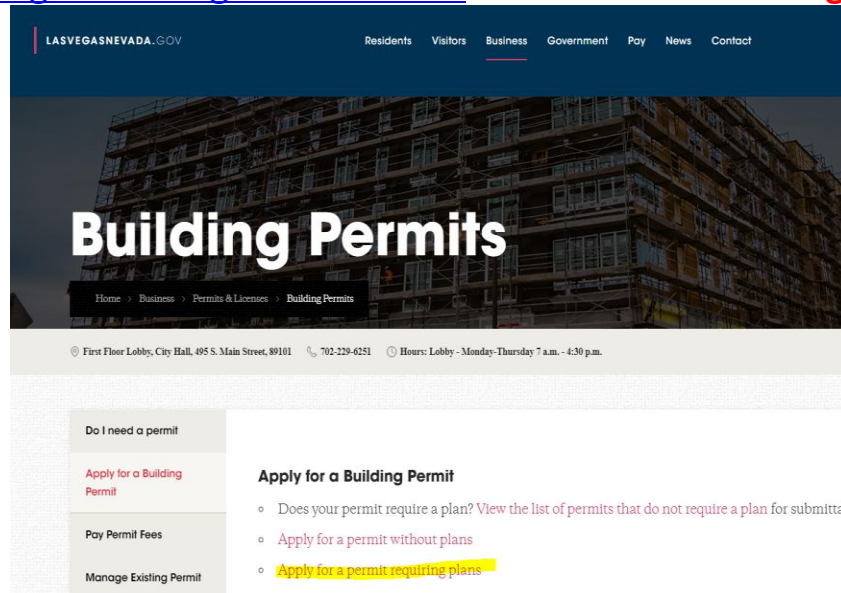 LASVEGASNEVADA.GOV
Residents Visitors Business Government Pay News Contact
Building Permits
Home > Business > Permits & Licenses > Building Permits
First Floor Lobby, City Hall, 495 S. Main Street, 89101 702-229-6251 Hours: Lobby - Monday-Thursday 7 a.m. - 4:30 p.m.
Do I need a permit
Apply for a Building
Permit
Pay Permit Fees
Manage Existing Permit
Apply for a Building Permit
Does your permit require a plan? View the list of permits that do not require a plan for submitta
Apply for a permit without plans
Apply for a permit requiring plans